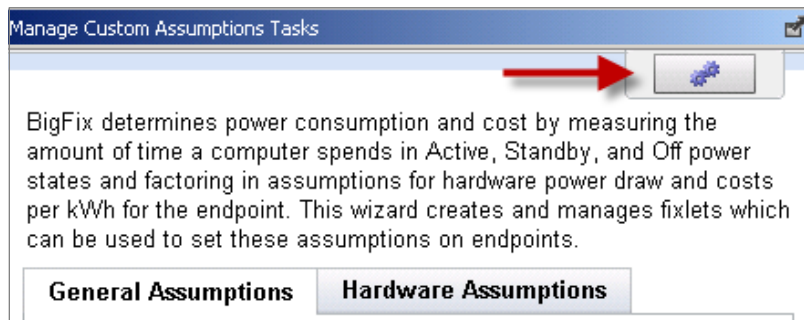 Manage Custom Assumptions Tasks
BigFix determines power consumption and cost by measuring the
amount of time a computer spends in Active, Standby, and Off power
states and factoring in assumptions for hardware power draw and costs
per kWh for the endpoint. This wizard creates and manages fixlets which
can be used to set these assumptions on endpoints.
General Assumptions
Hardware Assumptions